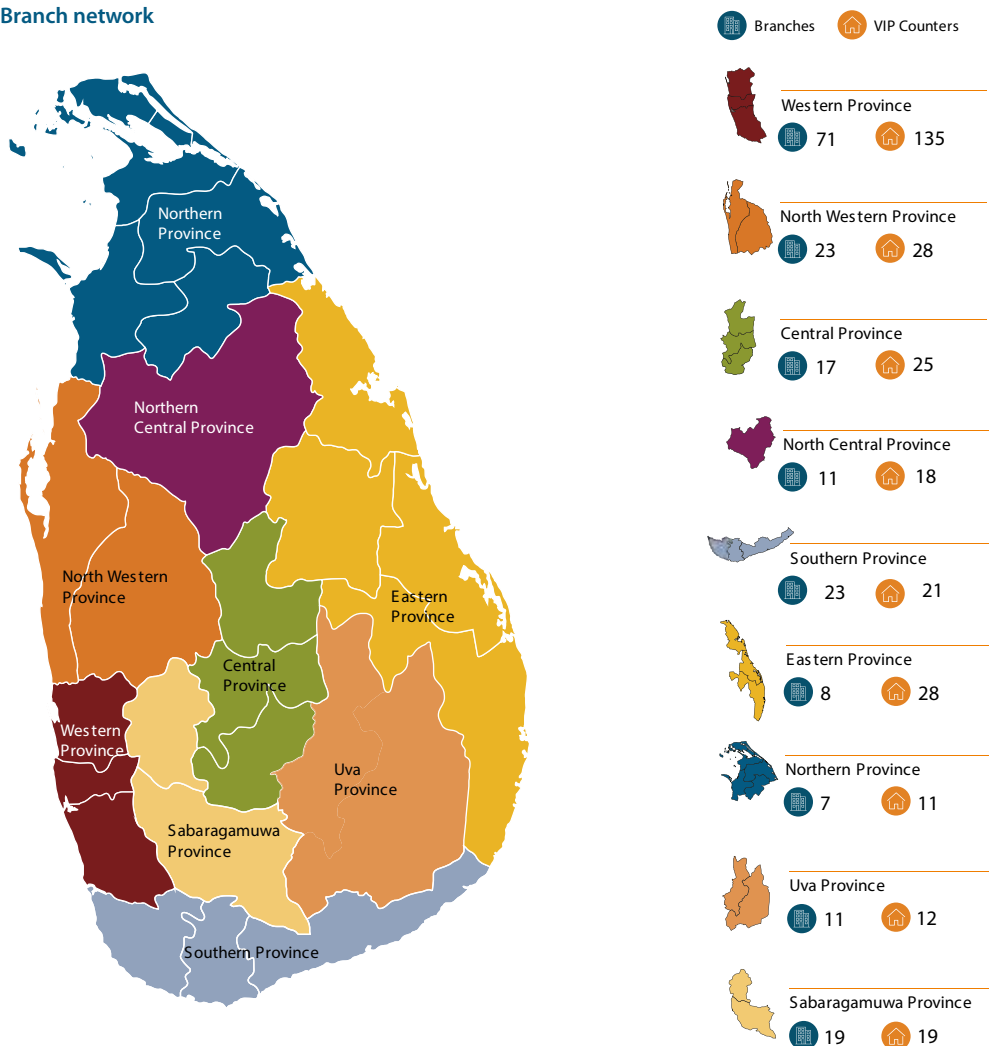 Branch network
Branches VIP Counters
Northern
Province
Northern
Central Province
North Western
Province
Eastern
Province
Central
Province
Western
Province
Uva
Province
Sabaragamuwa
Province
Southern Province
Western Province
71 135
North Western Province
23 28
Central Province
17 25
North Central Province
11 18
Southern Province
23 21
Eastern Province
8 28
Northern Province
7 11
Uva Province
11 12
Sabaragamuwa Province
19 19